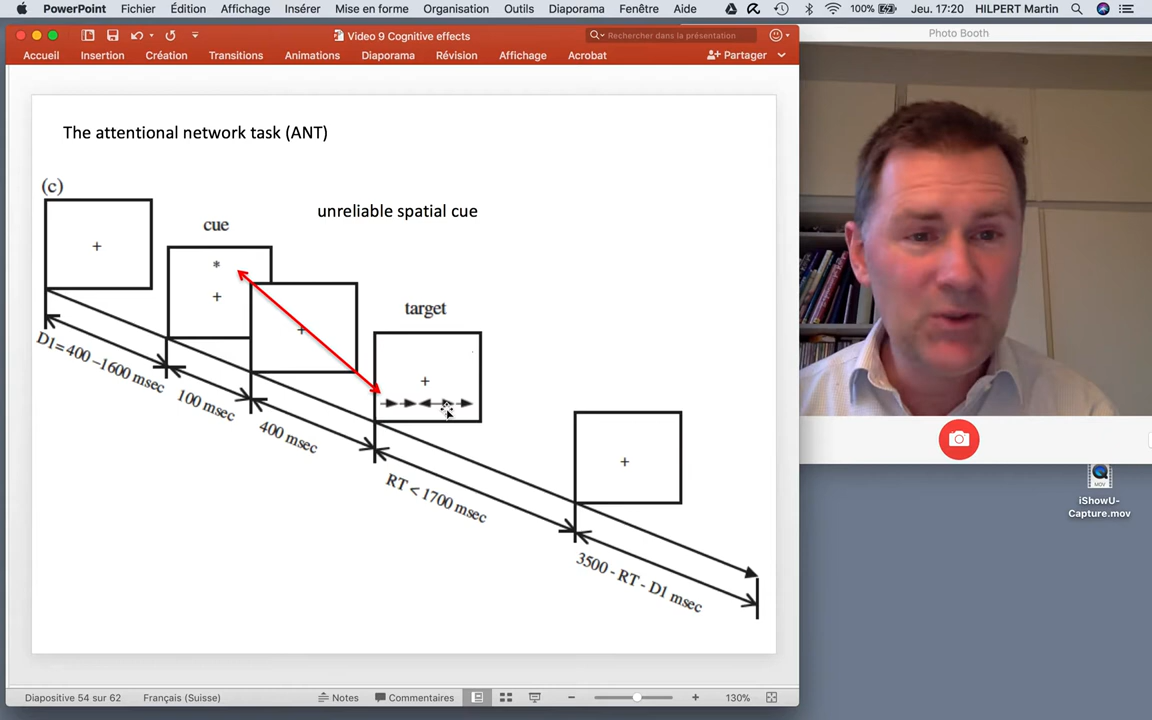 PowerPoint Fichier Édition Affichage Insérer Mise en forme Organisation Outils Diaporama Fenêtre Aide 100% Jeu. 17:20 HILPERT Martin
Video 9 Cognitive effects
Rechercher dans la présentation
Photo Booth
Accueil Insertion Création Transitions Animations Diaporama Révision Affichage Acrobat Partager
The attentional network task (ANT)
(c)
unreliable spatial cue
cue
*
+
+
+
target
+
+
D1= 400 –1600 msec
100 msec
400 msec
RT < 1700 msec
3500 - RT - D1 msec
MOV
iShowU-
Capture.mov
Diapositive 54 sur 62 Français (Suisse) Notes Commentaires 130%